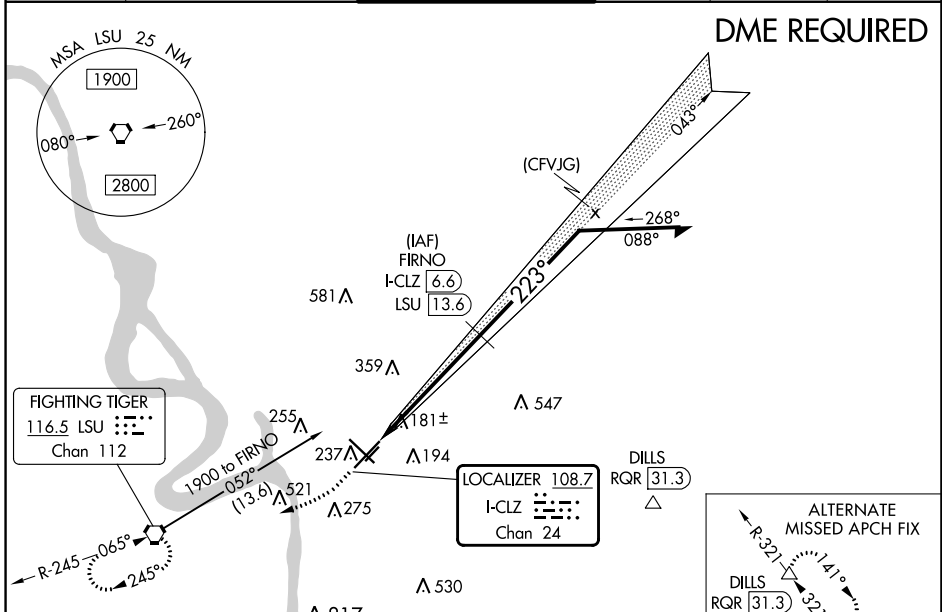 DME REQUIRED
MSA LSU 25 NM
1900
080°
260°
2800
043°
(CFVJG)
268°
088°
223°
(IAF)
FIRNO
I-CLZ 6.6
LSU 13.6
581
359
547
FIGHTING TIGER
116.5 LSU
Chan 112
255
181±
237
194
1900 to FIRNO
052°
(13.6)
521
275
LOCALIZER 108.7
I-CLZ
Chan 24
DILLS
RQR 31.3
R-245
065°
245°
530
ALTERNATE
MISSED APCH FIX
R-321
141°
DILLS
RQR 31.3